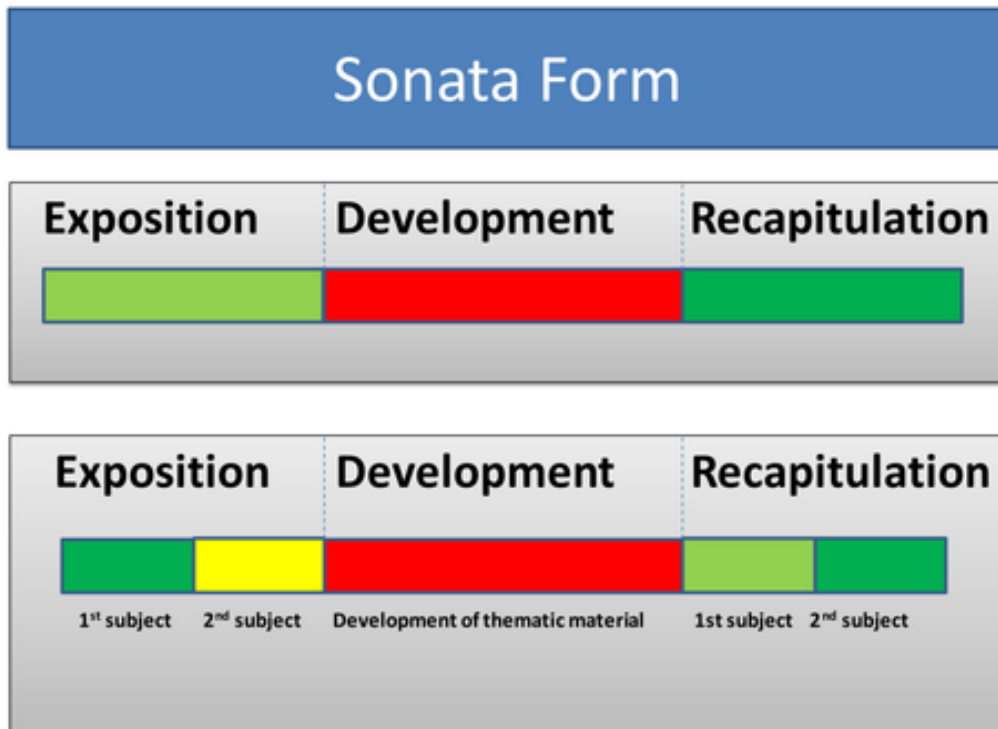 Sonata Form
Exposition Development Recapitulation
Exposition Development Recapitulation
1st subject 2nd subject Development of thematic material 1st subject 2nd subject